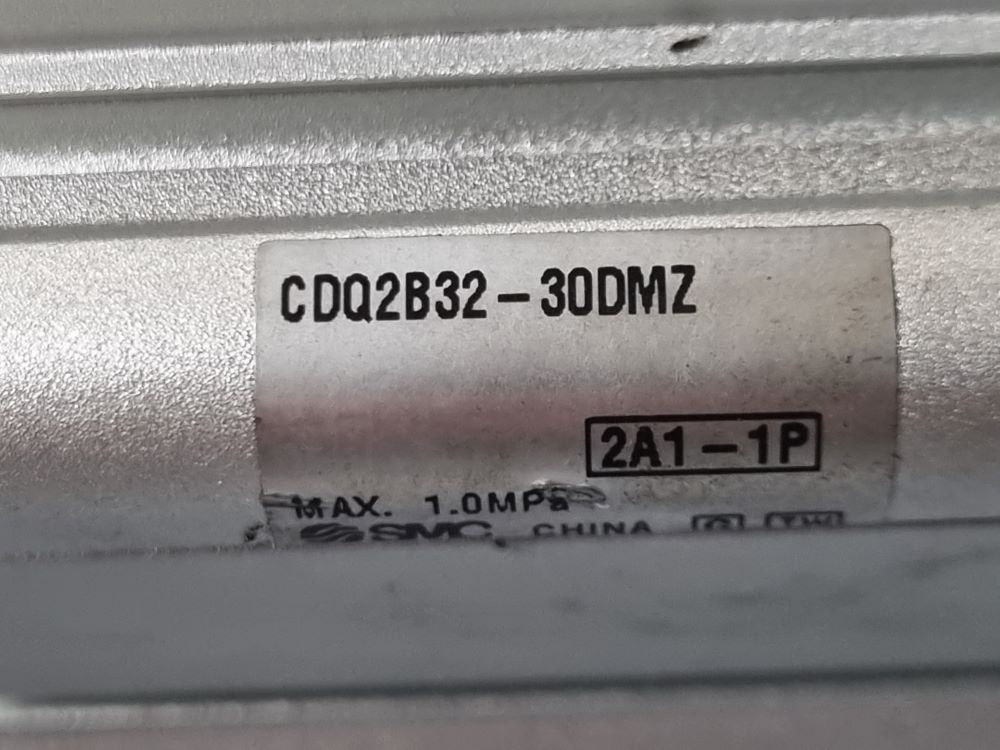 CDQ2B32-30DMZ
2A1-1P
MAX. 1.0MPa
SMC, CHINA